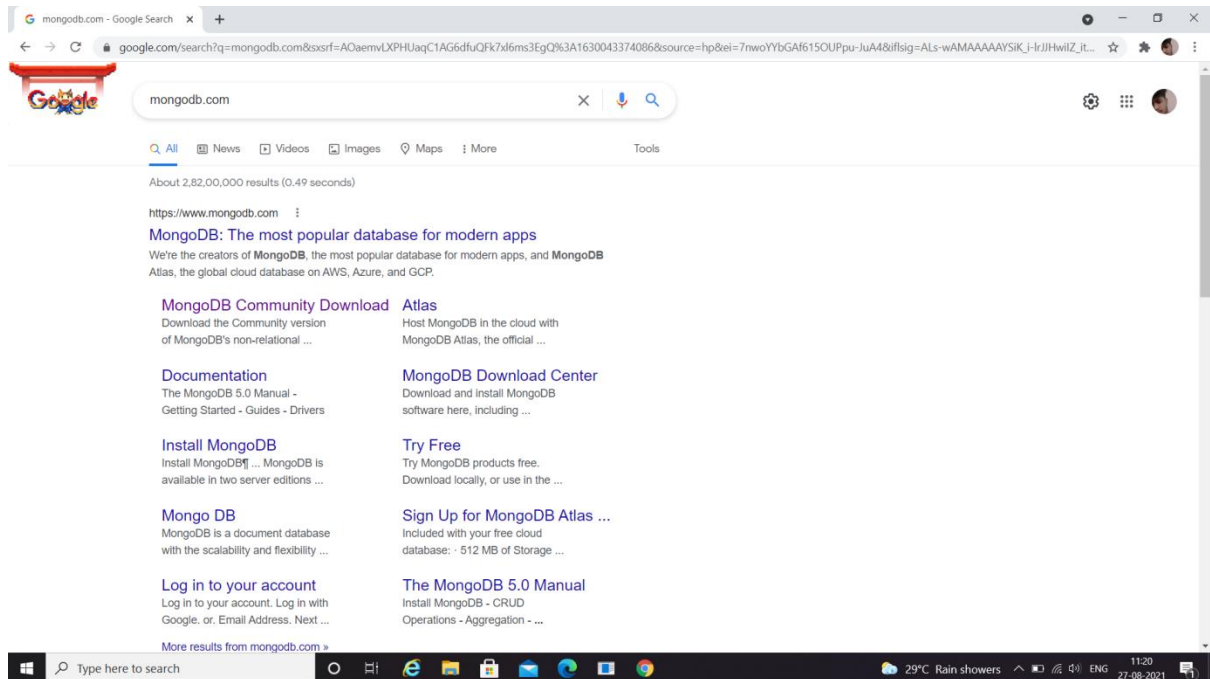 mongodb.com - Google Search
google.com/search?q=mongodb.com&sxsrf=AOaemvLXPHUaqC1AG6dfuQFk7xl6ms3EgQ%3A1630043374086&source=hp&ei=7nwoYYbGAf615OUPpu-JuA4&iflsig=ALs-wAMAAAAAYSiK_i-lrJJHwilZ_it...
Google
mongodb.com
All News Videos Images Maps More Tools
About 2,82,00,000 results (0.49 seconds)
https://www.mongodb.com
MongoDB: The most popular database for modern apps
We're the creators of MongoDB, the most popular database for modern apps, and MongoDB
Atlas, the global cloud database on AWS, Azure, and GCP.
MongoDB Community Download
Download the Community version
of MongoDB's non-relational ...
Atlas
Host MongoDB in the cloud with
MongoDB Atlas, the official ...
Documentation
The MongoDB 5.0 Manual -
Getting Started - Guides - Drivers
MongoDB Download Center
Download and install MongoDB
software here, including ...
Install MongoDB
Install MongoDB¶ ... MongoDB is
available in two server editions ...
Try Free
Try MongoDB products free.
Download locally, or use in the ...
Mongo DB
MongoDB is a document database
with the scalability and flexibility ...
Sign Up for MongoDB Atlas ...
Included with your free cloud
database: · 512 MB of Storage ...
Log in to your account
Log in to your account. Log in with
Google. or. Email Address. Next ...
The MongoDB 5.0 Manual
Install MongoDB - CRUD
Operations - Aggregation - ...
More results from mongodb.com »
Type here to search
29°C Rain showers
ENG
11:20
27-08-2021